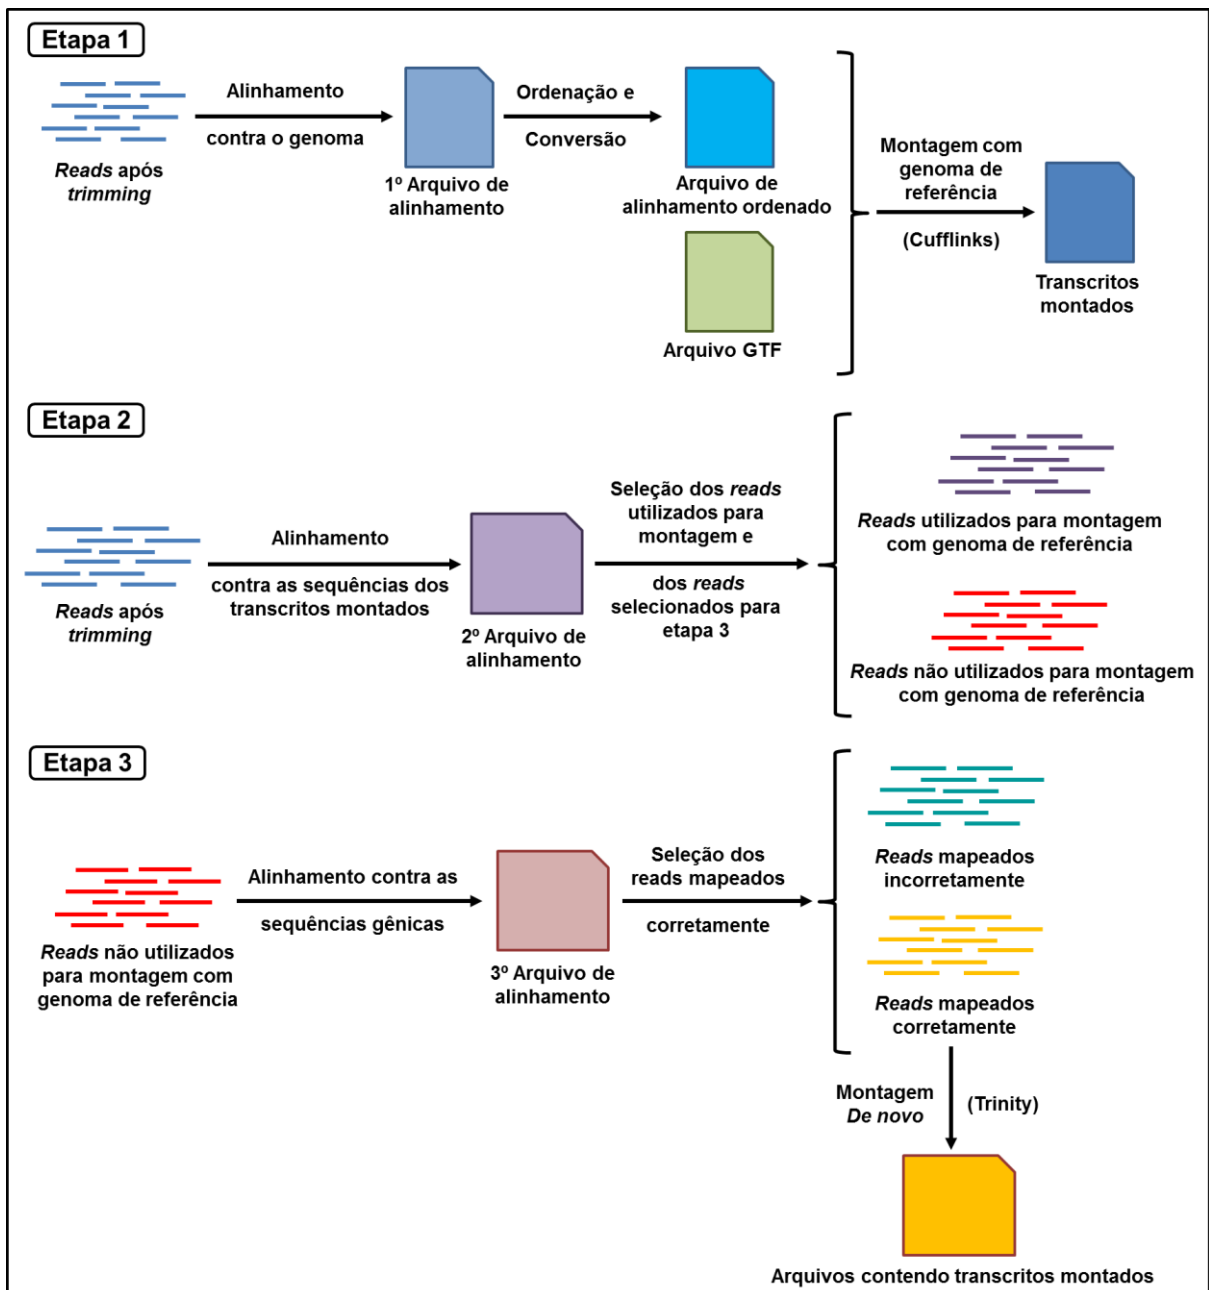 Etapa 1
Reads após
trimming
Alinhamento
contra o genoma
1º Arquivo de
alinhamento
Ordenação e
Conversão
Arquivo de
alinhamento ordenado
Arquivo GTF
Montagem com
genoma de
referência
(Cufflinks)
Transcritos
montados
Etapa 2
Reads após
trimming
Alinhamento
contra as sequências dos
transcritos montados
2º Arquivo de
alinhamento
Seleção dos reads
utilizados para
montagem e
dos reads
selecionados para
etapa 3
Reads utilizados para montagem
com genoma de referência
Reads não utilizados para montagem
com genoma de referência
Etapa 3
Reads não utilizados
para montagem com
genoma de referência
Alinhamento contra as
sequências gênicas
3º Arquivo de
alinhamento
Seleção dos
reads mapeados
corretamente
Reads mapeados
incorretamente
Reads mapeados
corretamente
Montagem
De novo
(Trinity)
Arquivos contendo transcritos montados